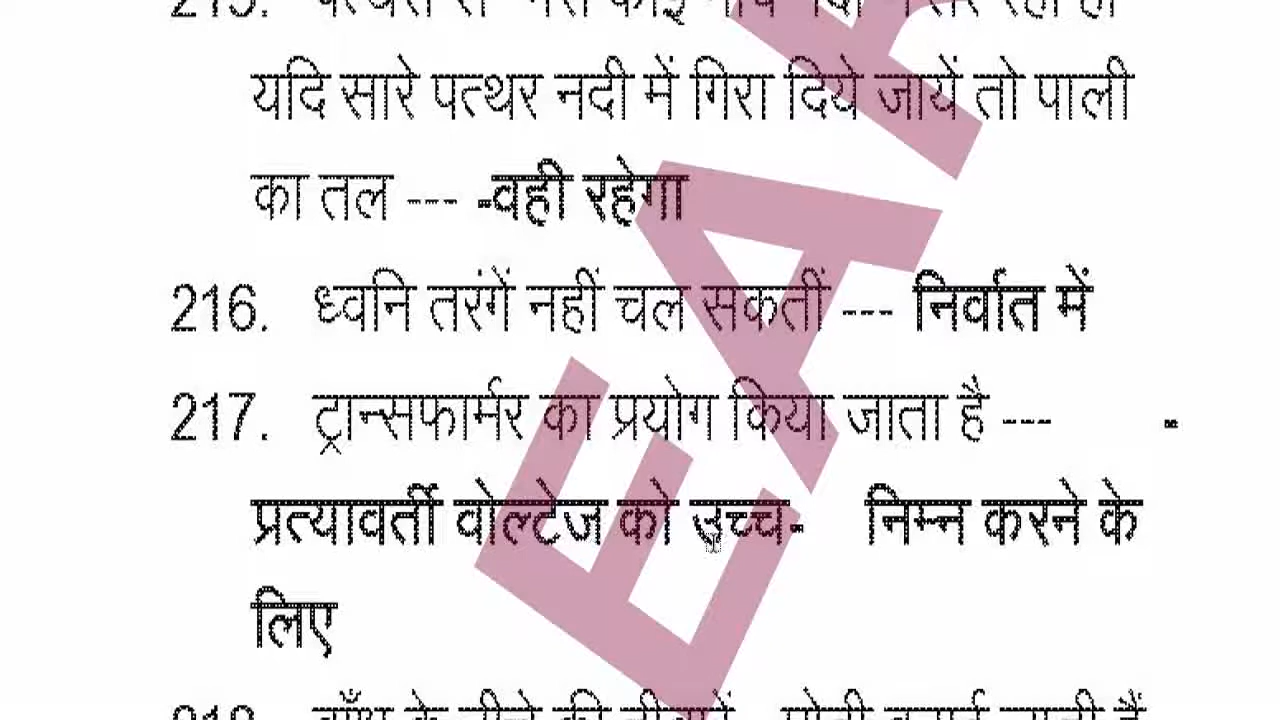 यदि सारे पत्थर नदी में गिरा दिये जायें तो पाली
का तल --- -वही रहेगा
216. ध्वनि तरंगें नहीं चल सकतीं --- निर्वात में
217. ट्रान्सफार्मर का प्रयोग किया जाता है --- -
प्रत्यावर्ती वोल्टेज को उच्च- निम्न करने के
लिए